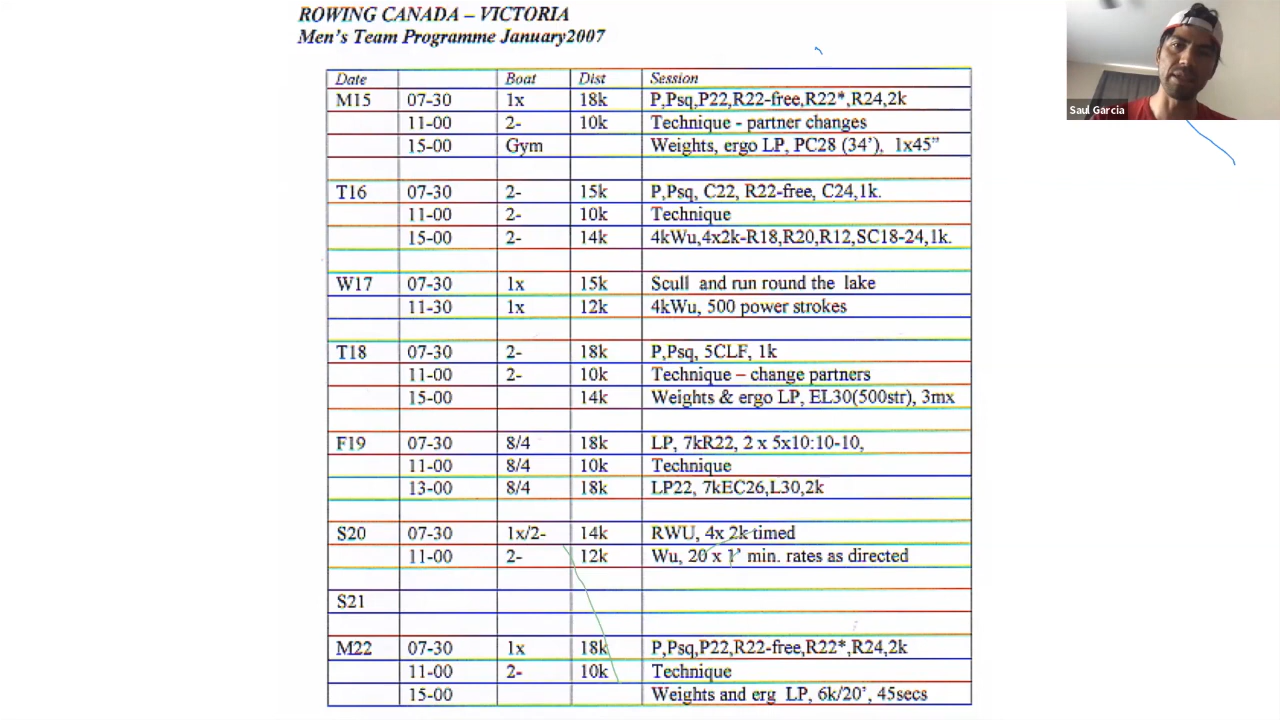 ROWING CANADA – VICTORIA
Men's Team Programme January2007
Date Boat Dist Session
M15 07-30 1x 18k P,Psq,P22,R22-free,R22*,R24,2k
11-00 2- 10k Technique - partner changes
15-00 Gym Weights, ergo LP, PC28 (34'), 1x45"
T16 07-30 2- 15k P,Psq, C22, R22-free, C24,1k.
11-00 2- 10k Technique
15-00 2- 14k 4kWu,4x2k-R18,R20,R12,SC18-24,1k.
W17 07-30 1x 15k Scull and run round the lake
11-30 1x 12k 4kWu, 500 power strokes
T18 07-30 2- 18k P,Psq, 5CLF, 1k
11-00 2- 10k Technique – change partners
15-00 14k Weights & ergo LP, EL30(500str), 3mx
F19 07-30 8/4 18k LP, 7kR22, 2 x 5x10:10-10,
11-00 8/4 10k Technique
13-00 8/4 18k LP22, 7kEC26,L30,2k
S20 07-30 1x/2- 14k RWU, 4x 2k timed
11-00 2- 12k Wu, 20 x 1' min. rates as directed
S21
M22 07-30 1x 18k P,Psq,P22,R22-free,R22*,R24,2k
11-00 2- 10k Technique
15-00 Weights and erg LP, 6k/20', 45secs
Saul Garcia